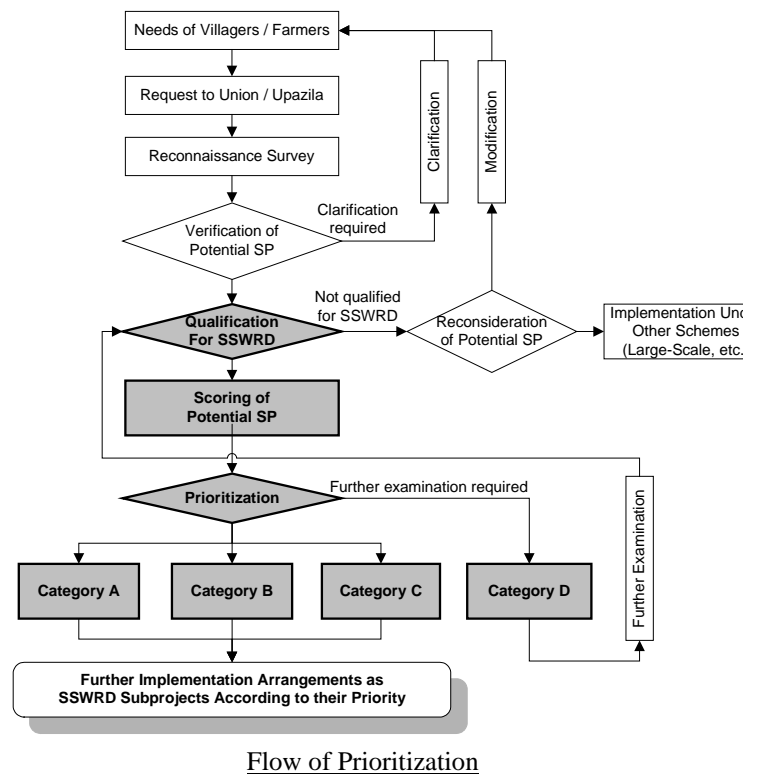 Needs of Villagers / Farmers
Request to Union / Upazila
Reconnaissance Survey
Clarification
Modification
Verification of
Potential SP
Clarification
required
Qualification
For SSWRD
Not qualified
for SSWRD
Reconsideration
of Potential SP
Implementation
Other Schemes
(Large-Scale, etc.
Scoring of
Potential SP
Prioritization
Further examination required
Further Examination
Category A
Category B
Category C
Category D
Further Implementation Arrangements as
SSWRD Subprojects According to their Priority
Flow of Prioritization